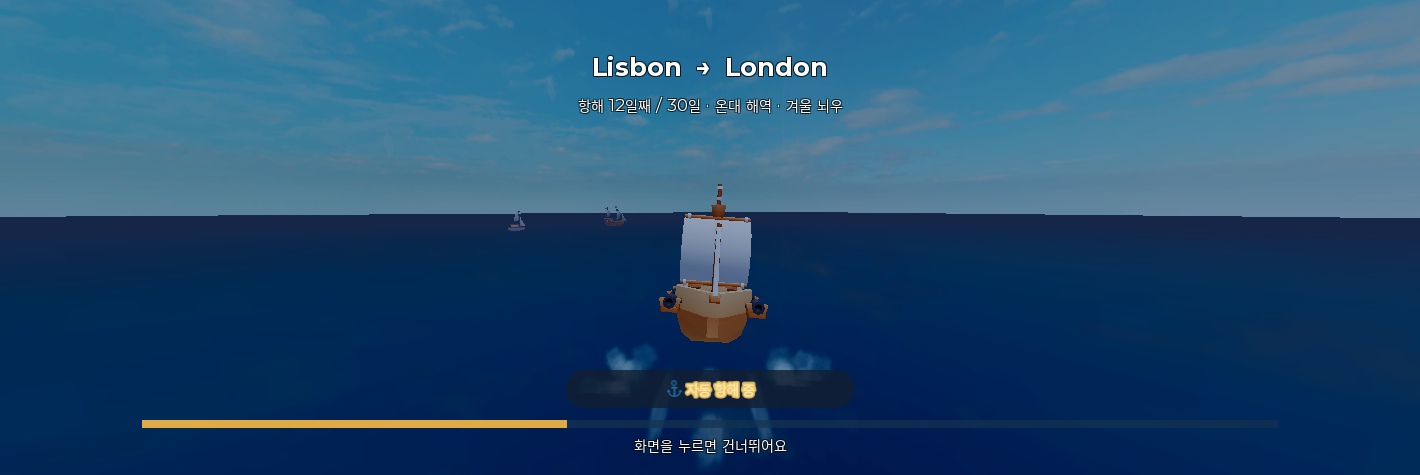 Lisbon → London
항해 12일째 / 30일 · 온대 해역 · 겨울 뇌우
⚓ 자동 항해 중
화면을 누르면 건너뛰어요